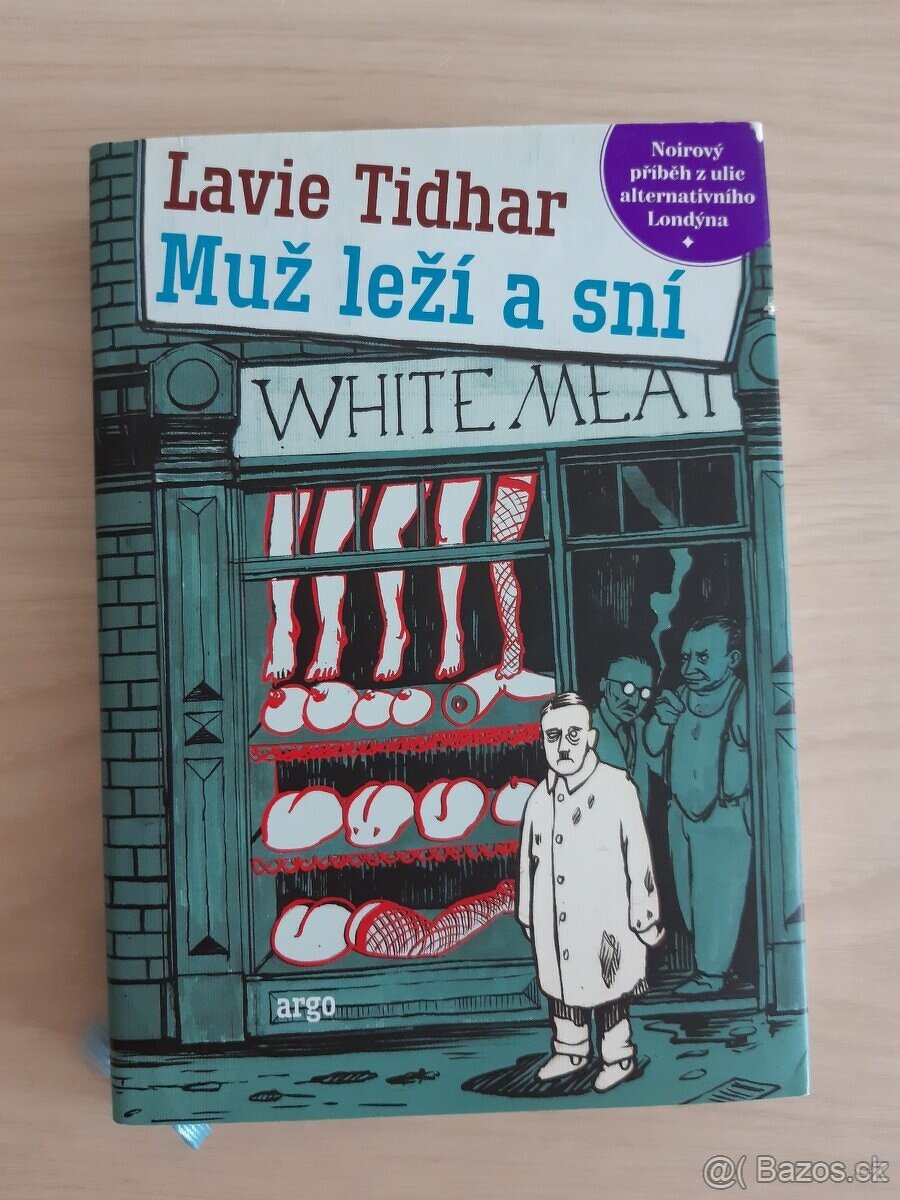 Lavie Tidhar
Muž leží a sní
Noirový
příběh z ulic
alternativního
Londýna
WHITE MEAT
argo
@( Bazos.sk